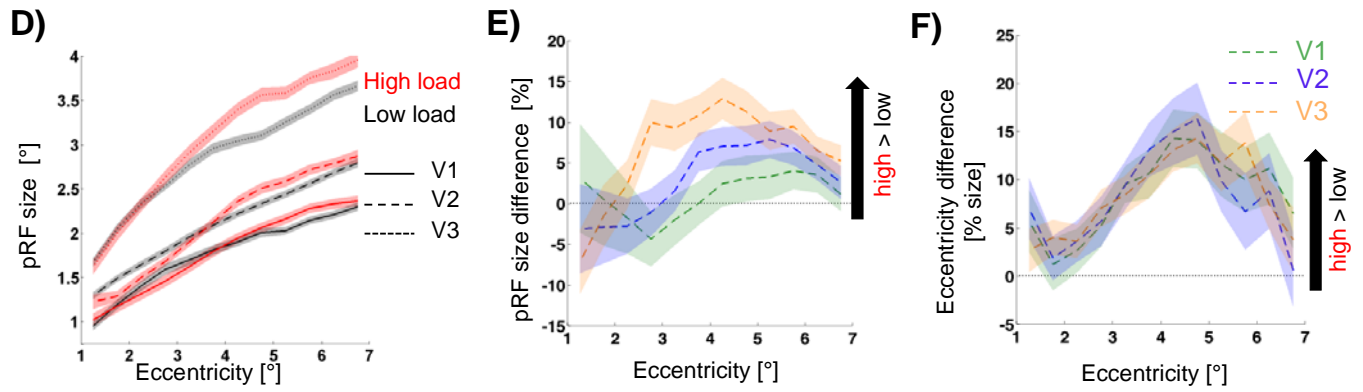 D)
4
3.5
3
2.5
2
1.5
1
pRF size [°]
High load
Low load
V1
V2
V3
1 2 3 4 5 6 7
Eccentricity [°]
E)
20
15
10
5
0
-5
-10
-15
pRF size difference [%]
high > low
1 2 3 4 5 6 7
Eccentricity [°]
F)
25
20
15
10
5
0
-5
Eccentricity difference
[% size]
V1
V2
V3
high > low
1 2 3 4 5 6 7
Eccentricity [°]